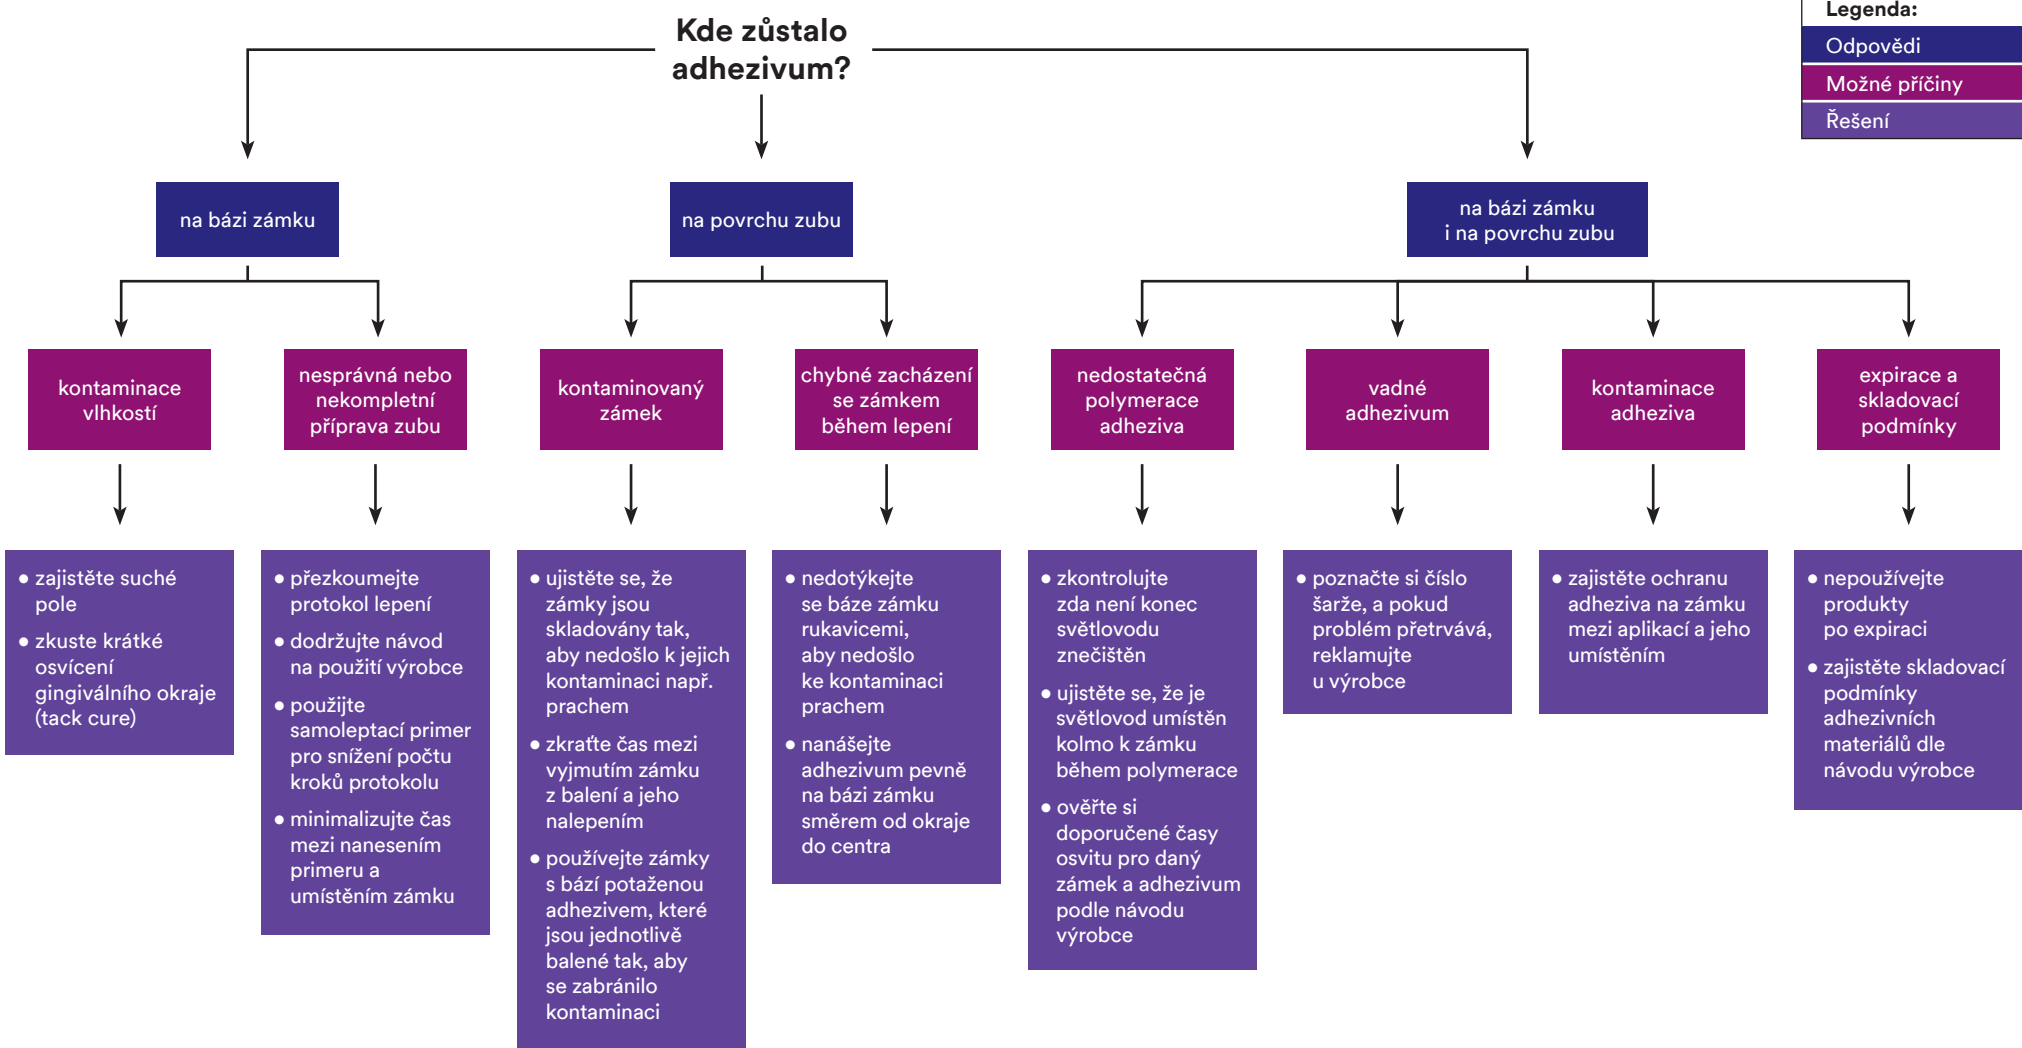 Kde zůstalo
adhezivum?
Legenda:
Odpovědi
Možné příčiny
Řešení
na bázi zámku
na povrchu zubu
na bázi zámku
i na povrchu zubu
kontaminace
vlhkostí
nesprávná nebo
nekompletní
příprava zubu
kontaminovaný
zámek
chybné zacházení
se zámkem
během lepení
nedostatečná
polymerace
adheziva
vadné
adhezivum
kontaminace
adheziva
expirace a
skladovací
podmínky
• zajistěte suché
pole
• zkuste krátké
osvícení
gingiválního okraje
(tack cure)
• přezkoumejte
protokol lepení
• dodržujte návod
na použití výrobce
• použijte
samoleptací primer
pro snížení počtu
kroků protokolu
• minimalizujte čas
mezi nanesením
primeru a
umístěním zámku
• ujistěte se, že
zámky jsou
skladovány tak,
aby nedošlo k jejich
kontaminaci např.
prachem
• zkraťte čas mezi
vyjmutím zámku
z balení a jeho
nalepením
• používejte zámky
s bází potaženou
adhezivem, které
jsou jednotlivě
balené tak, aby
se zabránilo
kontaminaci
• nedotýkejte
se báze zámku
rukavicemi,
aby nedošlo
ke kontaminaci
prachem
• nanášejte
adhezivum pevně
na bázi zámku
směrem od okraje
do centra
• zkontrolujte
zda není konec
světlovodu
znečištěn
• ujistěte se, že je
světlovod umístěn
kolmo k zámku
během polymerace
• ověřte si
doporučené časy
osvitu pro daný
zámek a adhezivum
podle návodu
výrobce
• poznačte si číslo
šarže, a pokud
problém přetrvává,
reklamujte
u výrobce
• zajistěte ochranu
adheziva na zámku
mezi aplikací a jeho
umístěním
• nepoužívejte
produkty
po expiraci
• zajistěte skladovací
podmínky
adhezivních
materiálů dle
návodu výrobce